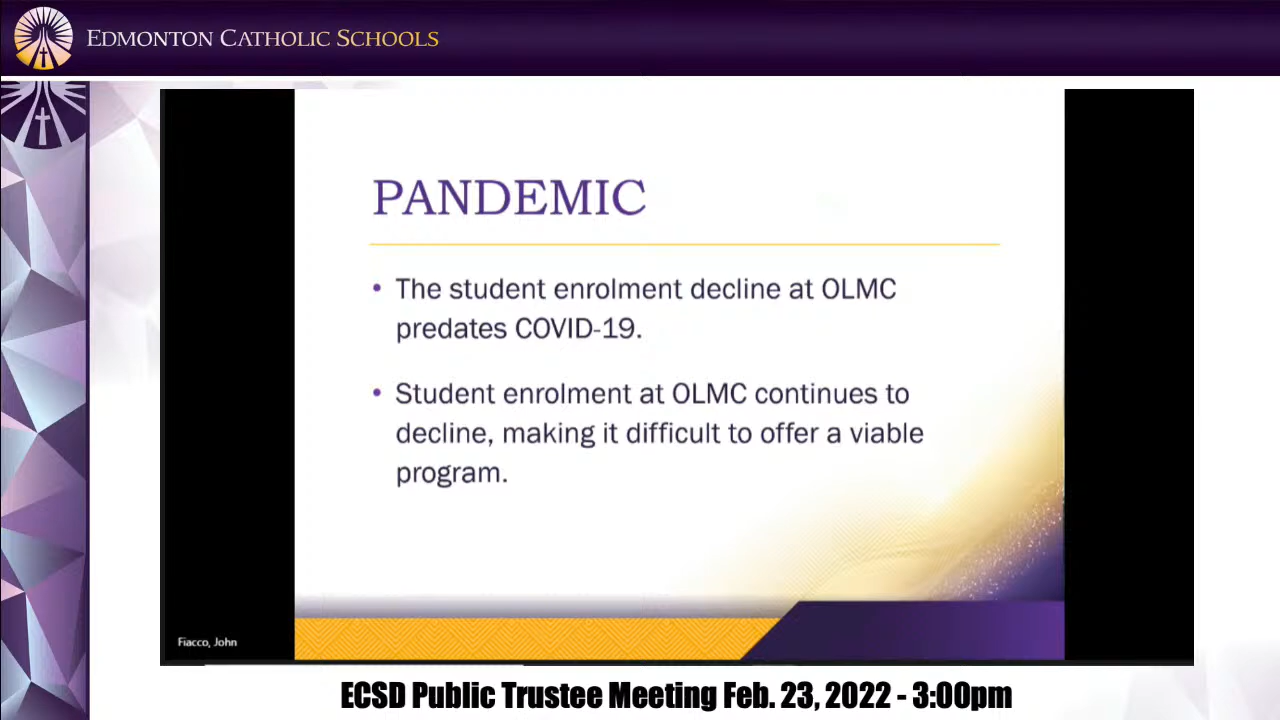 EDMONTON CATHOLIC SCHOOLS
PANDEMIC
• The student enrolment decline at OLMC
predates COVID-19.
• Student enrolment at OLMC continues to
decline, making it difficult to offer a viable
program.
Fiacco, John
ECSD Public Trustee Meeting Feb. 23, 2022 - 3:00pm